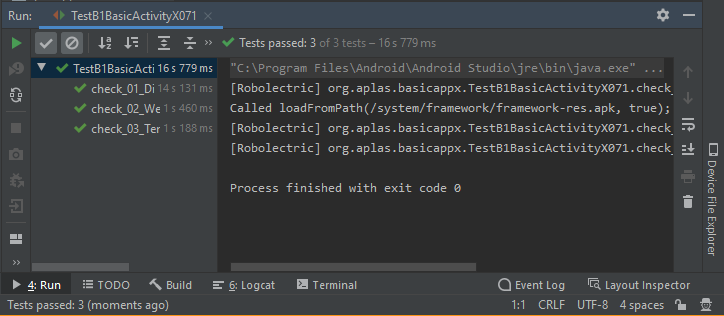 Run: TestB1BasicActivityX071
Tests passed: 3 of 3 tests – 16 s 779 ms
TestB1BasicActi 16 s 779 ms
check_01_Di 14 s 131 ms
check_02_We 1 s 460 ms
check_03_Ter 1 s 188 ms
"C:\Program Files\Android\Android Studio\jre\bin\java.exe" ...
[Robolectric] org.aplas.basicappx.TestB1BasicActivityX071.check_
Called loadFromPath(/system/framework/framework-res.apk, true);
[Robolectric] org.aplas.basicappx.TestB1BasicActivityX071.check_
[Robolectric] org.aplas.basicappx.TestB1BasicActivityX071.check_
Process finished with exit code 0
Device File Explorer
4: Run TODO Build 6: Logcat Terminal Event Log Layout Inspector
Tests passed: 3 (moments ago) 1:1 CRLF UTF-8 4 spaces